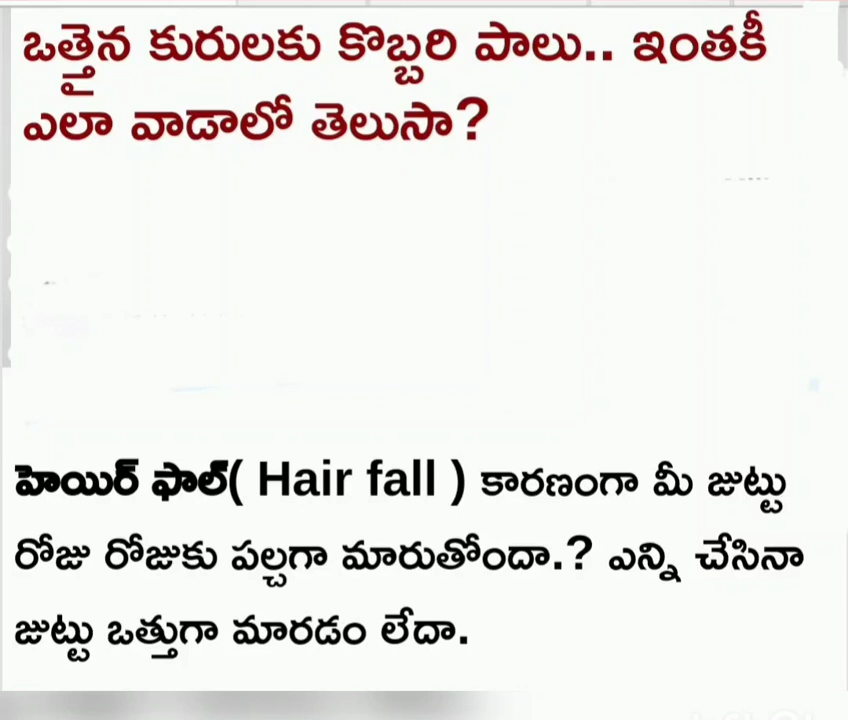 ఒత్తైన కురులకు కొబ్బరి పాలు.. ఇంతకీ
ఎలా వాడాలో తెలుసా?
హెయిర్ ఫాల్( Hair fall ) కారణంగా మీ జుట్టు
రోజు రోజుకు పల్చగా మారుతోందా.? ఎన్ని చేసినా
జుట్టు ఒత్తుగా మారడం లేదా.